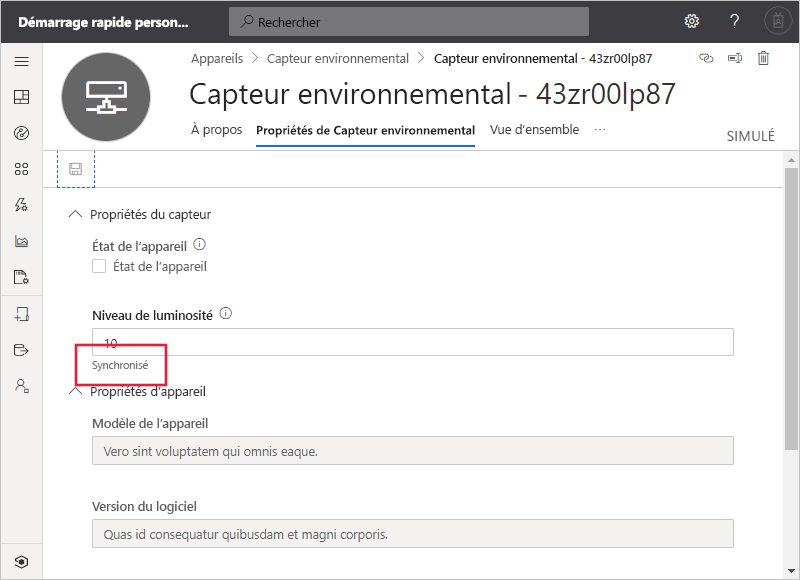 Démarrage rapide person...
Rechercher
?
Appareils > Capteur environnemental > Capteur environnemental - 43zr00lp87
Capteur environnemental - 43zr00lp87
À propos Propriétés de Capteur environnemental Vue d'ensemble ...
SIMULÉ
Propriétés du capteur
État de l'appareil
État de l'appareil
Niveau de luminosité
10
Synchronisé
Propriétés d'appareil
Modèle de l'appareil
Vero sint voluptatem qui omnis eaque.
Version du logiciel
Quas id consequatur quibusdam et magni corporis.